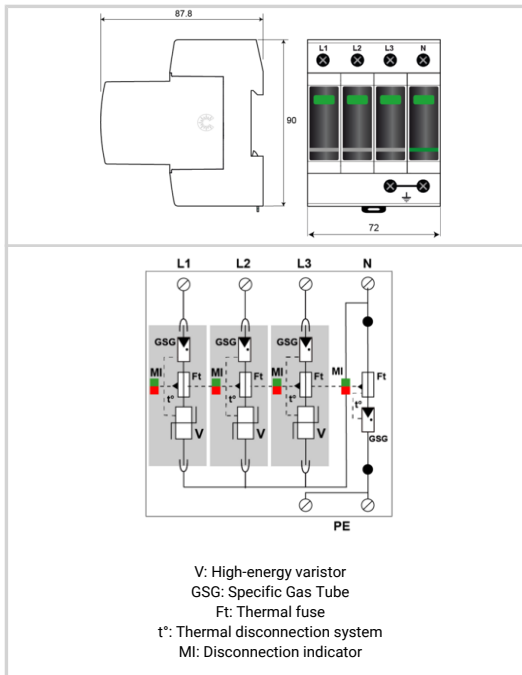 87.8
L1 L2 L3 N
90
72
L1 L2 L3 N
GSG GSG GSG
MI MI MI MI
Ft Ft Ft Ft
t° t° t° t°
GSG
V V V
PE
V: High-energy varistor
GSG: Specific Gas Tube
Ft: Thermal fuse
t°: Thermal disconnection system
MI: Disconnection indicator